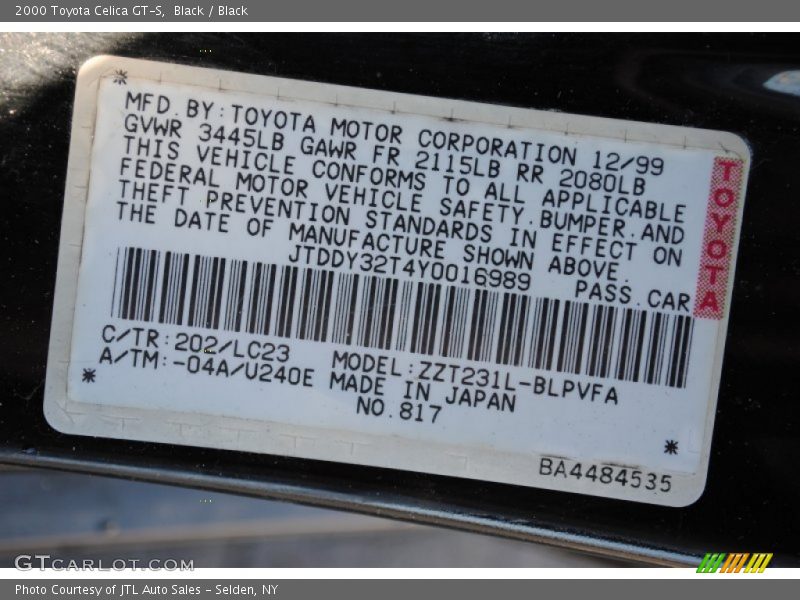 2000 Toyota Celica GT-S, Black / Black
MFD.BY:TOYOTA MOTOR CORPORATION 12/99
GVWR 3445LB GAWR FR 2115LB RR 2080LB
THIS VEHICLE CONFORMS TO ALL APPLICABLE
FEDERAL MOTOR VEHICLE SAFETY.BUMPER.AND
THEFT PREVENTION STANDARDS IN EFFECT ON
THE DATE OF MANUFACTURE SHOWN ABOVE.
JTDDY32T4Y0016989 PASS.CAR
TOYOTA
C/TR:202/LC23 MODEL:ZZT231L-BLPVFA
A/TM:-04A/U240E MADE IN JAPAN
NO.817
BA4484535
GTCARLOT.COM
Photo Courtesy of JTL Auto Sales - Selden, NY